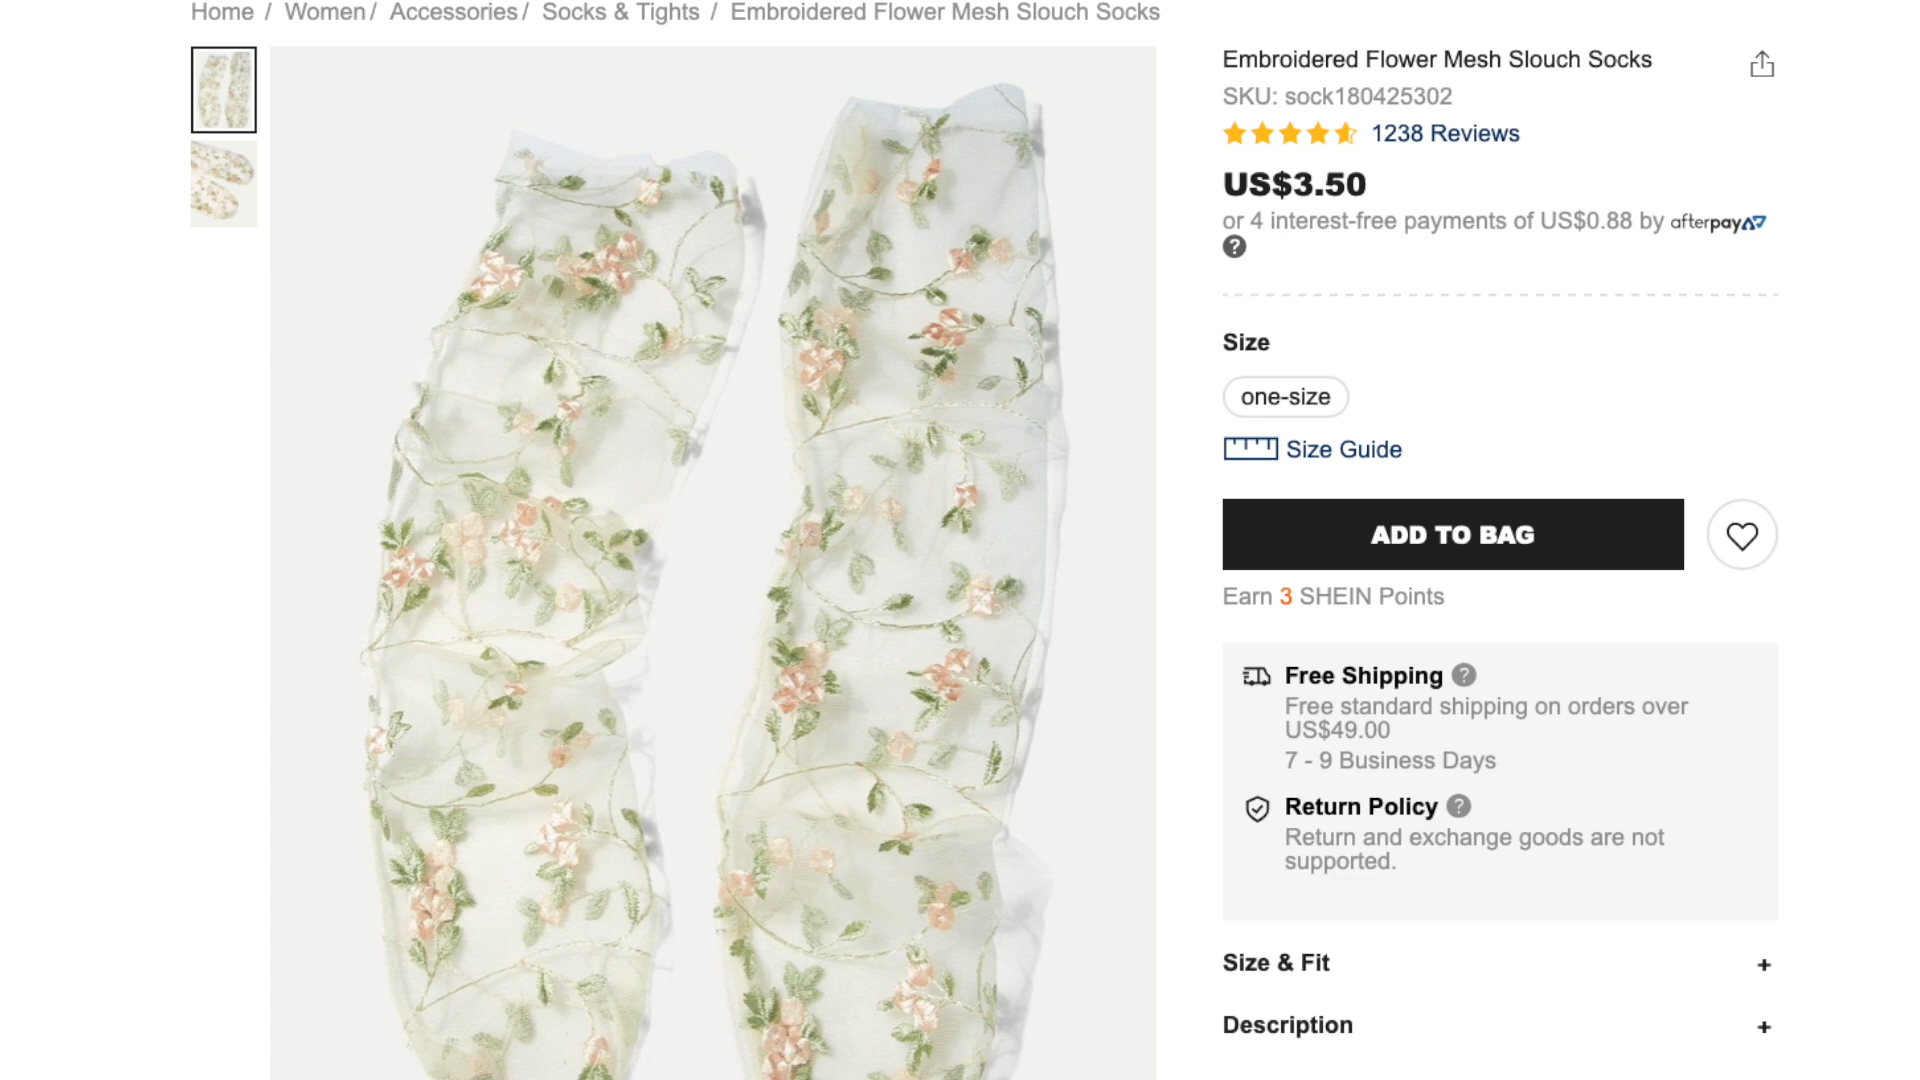 Home / Women / Accessories / Socks & Tights / Embroidered Flower Mesh Slouch Socks
Embroidered Flower Mesh Slouch Socks
SKU: sock180425302
1238 Reviews
US$3.50
or 4 interest-free payments of US$0.88 by afterpay
?
Size
one-size
Size Guide
ADD TO BAG
Earn 3 SHEIN Points
Free Shipping ?
Free standard shipping on orders over
US$49.00
7 - 9 Business Days
Return Policy ?
Return and exchange goods are not
supported.
Size & Fit +
Description +